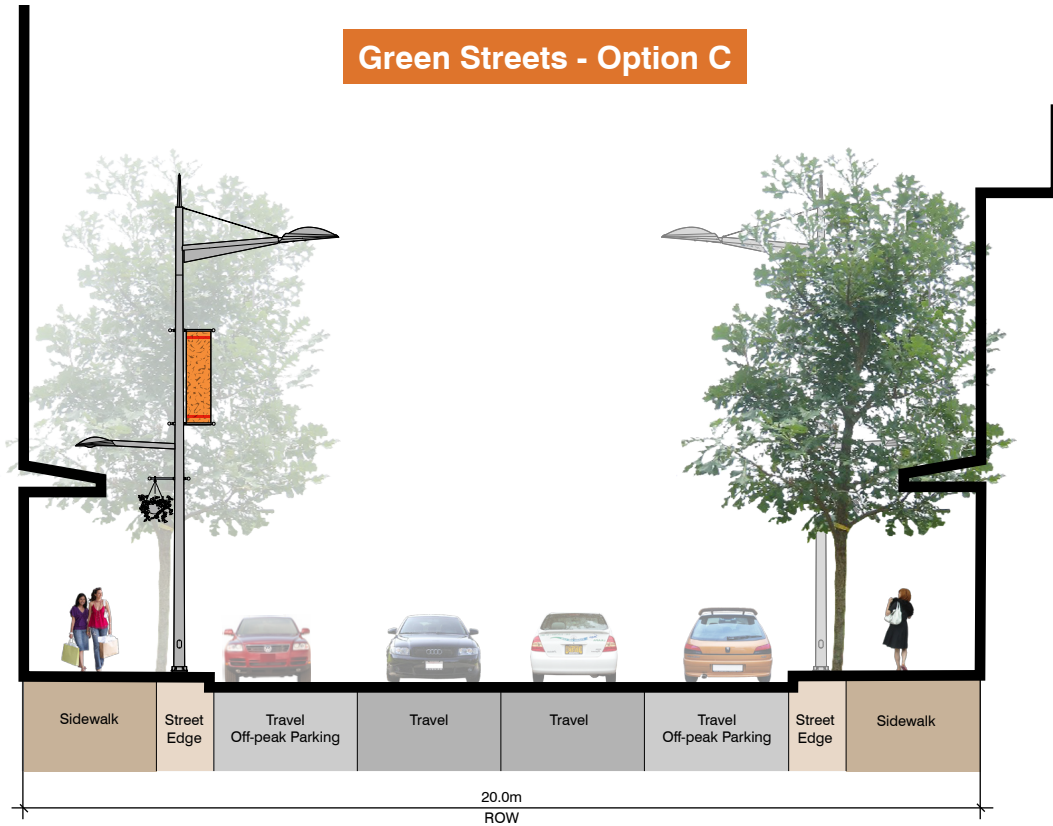 Green Streets - Option C
Sidewalk
Street
Edge
Travel
Off-peak Parking
Travel
Travel
Travel
Off-peak Parking
Street
Edge
Sidewalk
20.0m
ROW